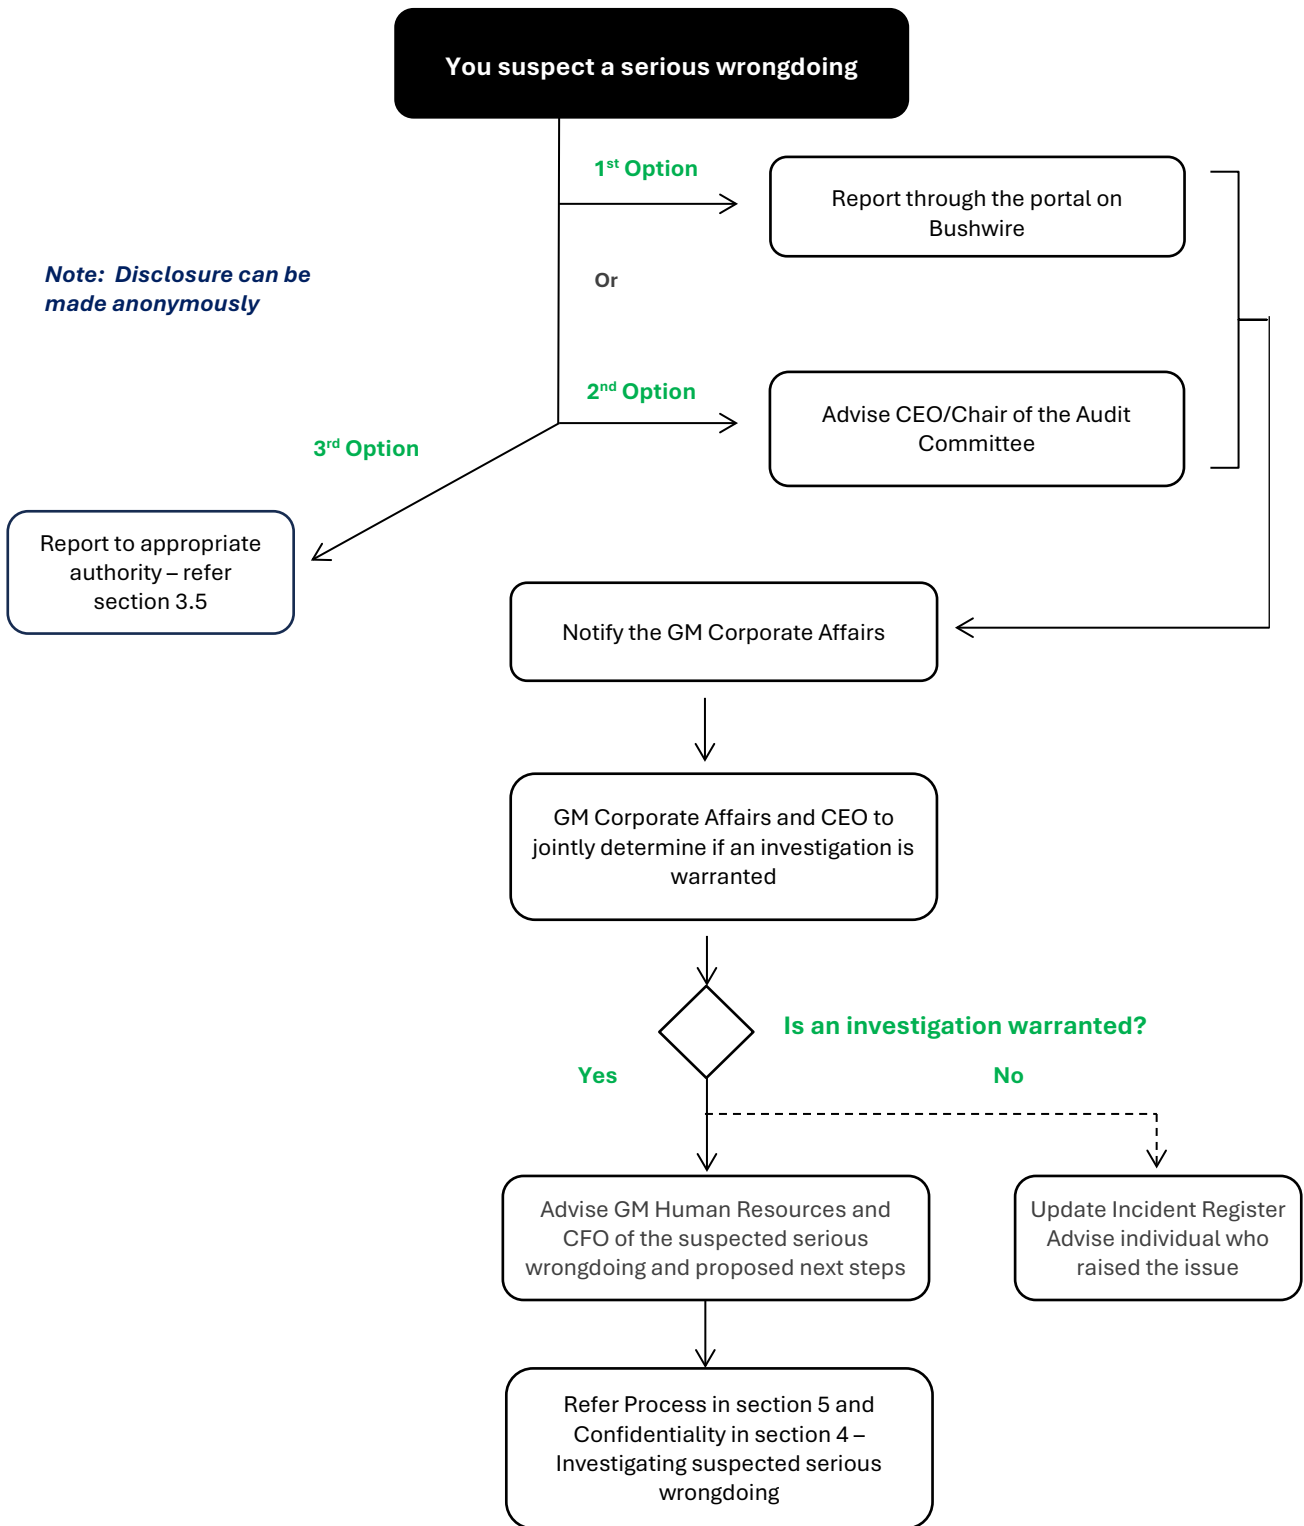 You suspect a serious wrongdoing
1st Option
Report through the portal on
Bushwire
Note: Disclosure can be
made anonymously
Or
2nd Option
Advise CEO/Chair of the Audit
Committee
3rd Option
Report to appropriate
authority – refer
section 3.5
Notify the GM Corporate Affairs
GM Corporate Affairs and CEO to
jointly determine if an investigation is
warranted
Is an investigation warranted?
Yes
No
Advise GM Human Resources and
CFO of the suspected serious
wrongdoing and proposed next steps
Update Incident Register
Advise individual who
raised the issue
Refer Process in section 5 and
Confidentiality in section 4 –
Investigating suspected serious
wrongdoing